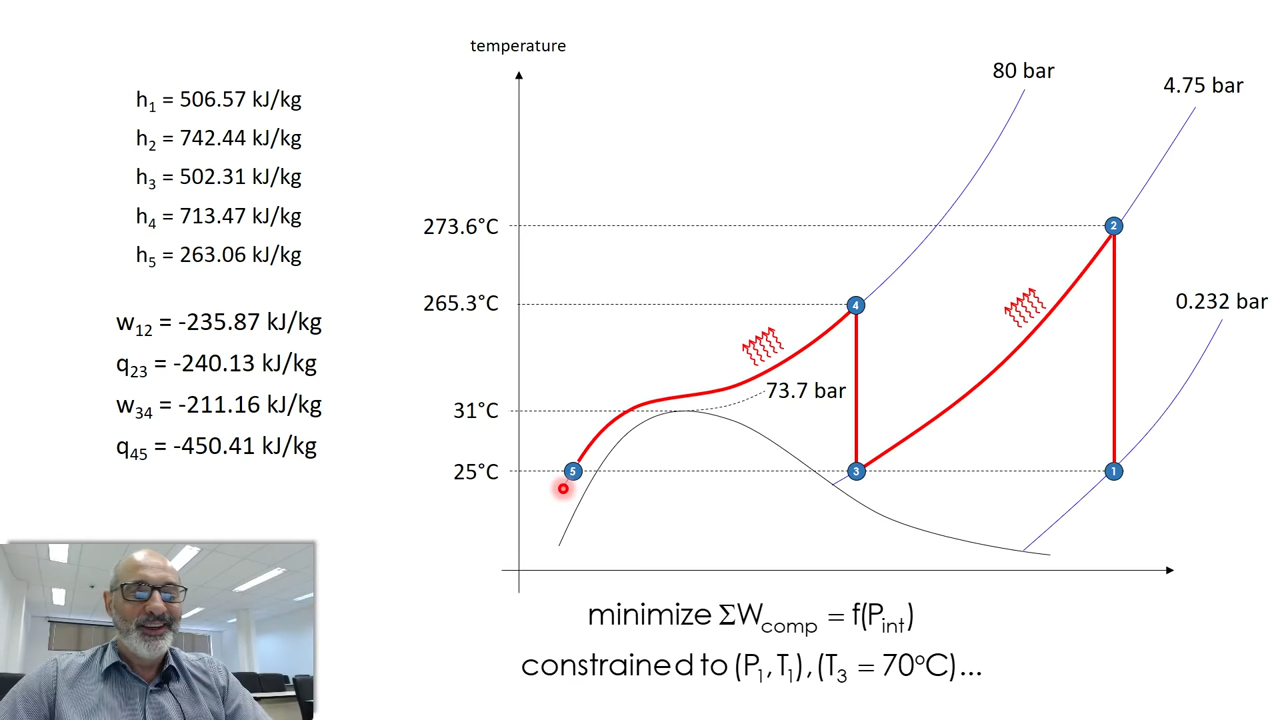 temperature
80 bar
4.75 bar
0.232 bar
h₁ = 506.57 kJ/kg
h₂ = 742.44 kJ/kg
h₃ = 502.31 kJ/kg
h₄ = 713.47 kJ/kg
h₅ = 263.06 kJ/kg
w₁₂ = -235.87 kJ/kg
q₂₃ = -240.13 kJ/kg
w₃₄ = -211.16 kJ/kg
q₄₅ = -450.41 kJ/kg
273.6°C
265.3°C
31°C
25°C
73.7 bar
2
4
5
3
1
minimize ΣW_comp = f(P_int)
constrained to (P₁,T₁),(T₃ = 70°C)...